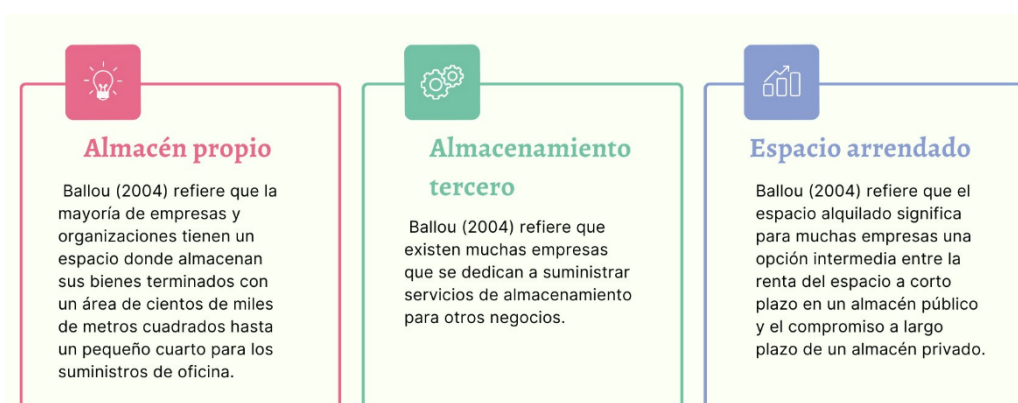 Almacén propio
Ballou (2004) refiere que la
mayoría de empresas y
organizaciones tienen un
espacio donde almacenan
sus bienes terminados con
un área de cientos de miles
de metros cuadrados hasta
un pequeño cuarto para los
suministros de oficina.
Almacenamiento
tercero
Ballou (2004) refiere que
existen muchas empresas
que se dedican a suministrar
servicios de almacenamiento
para otros negocios.
Espacio arrendado
Ballou (2004) refiere que el
espacio alquilado significa
para muchas empresas una
opción intermedia entre la
renta del espacio a corto
plazo en un almacén público
y el compromiso a largo
plazo de un almacén privado.